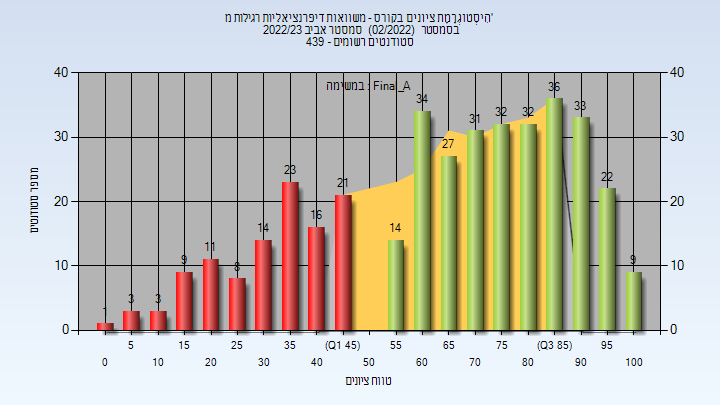 הִיסְטוֹגְרָמַת ציונים בקורס - משוואות דיפרנציאליות רגילות מ'
בסמסטר (02/2022) סמסטר אביב 2022/23
סטודנטים רשומים - 439
במשימה : Final_A
40 40
30 30
20 20
10 10
0 0
מספר סטודנטים
1 3 3 9 11 8 14 23 16 21 14 34 27 31 32 32 36 33 22 9
5 15 25 35 (Q1 45) 55 65 75 (Q3 85) 95
0 10 20 30 40 50 60 70 80 90 100
טווח ציונים